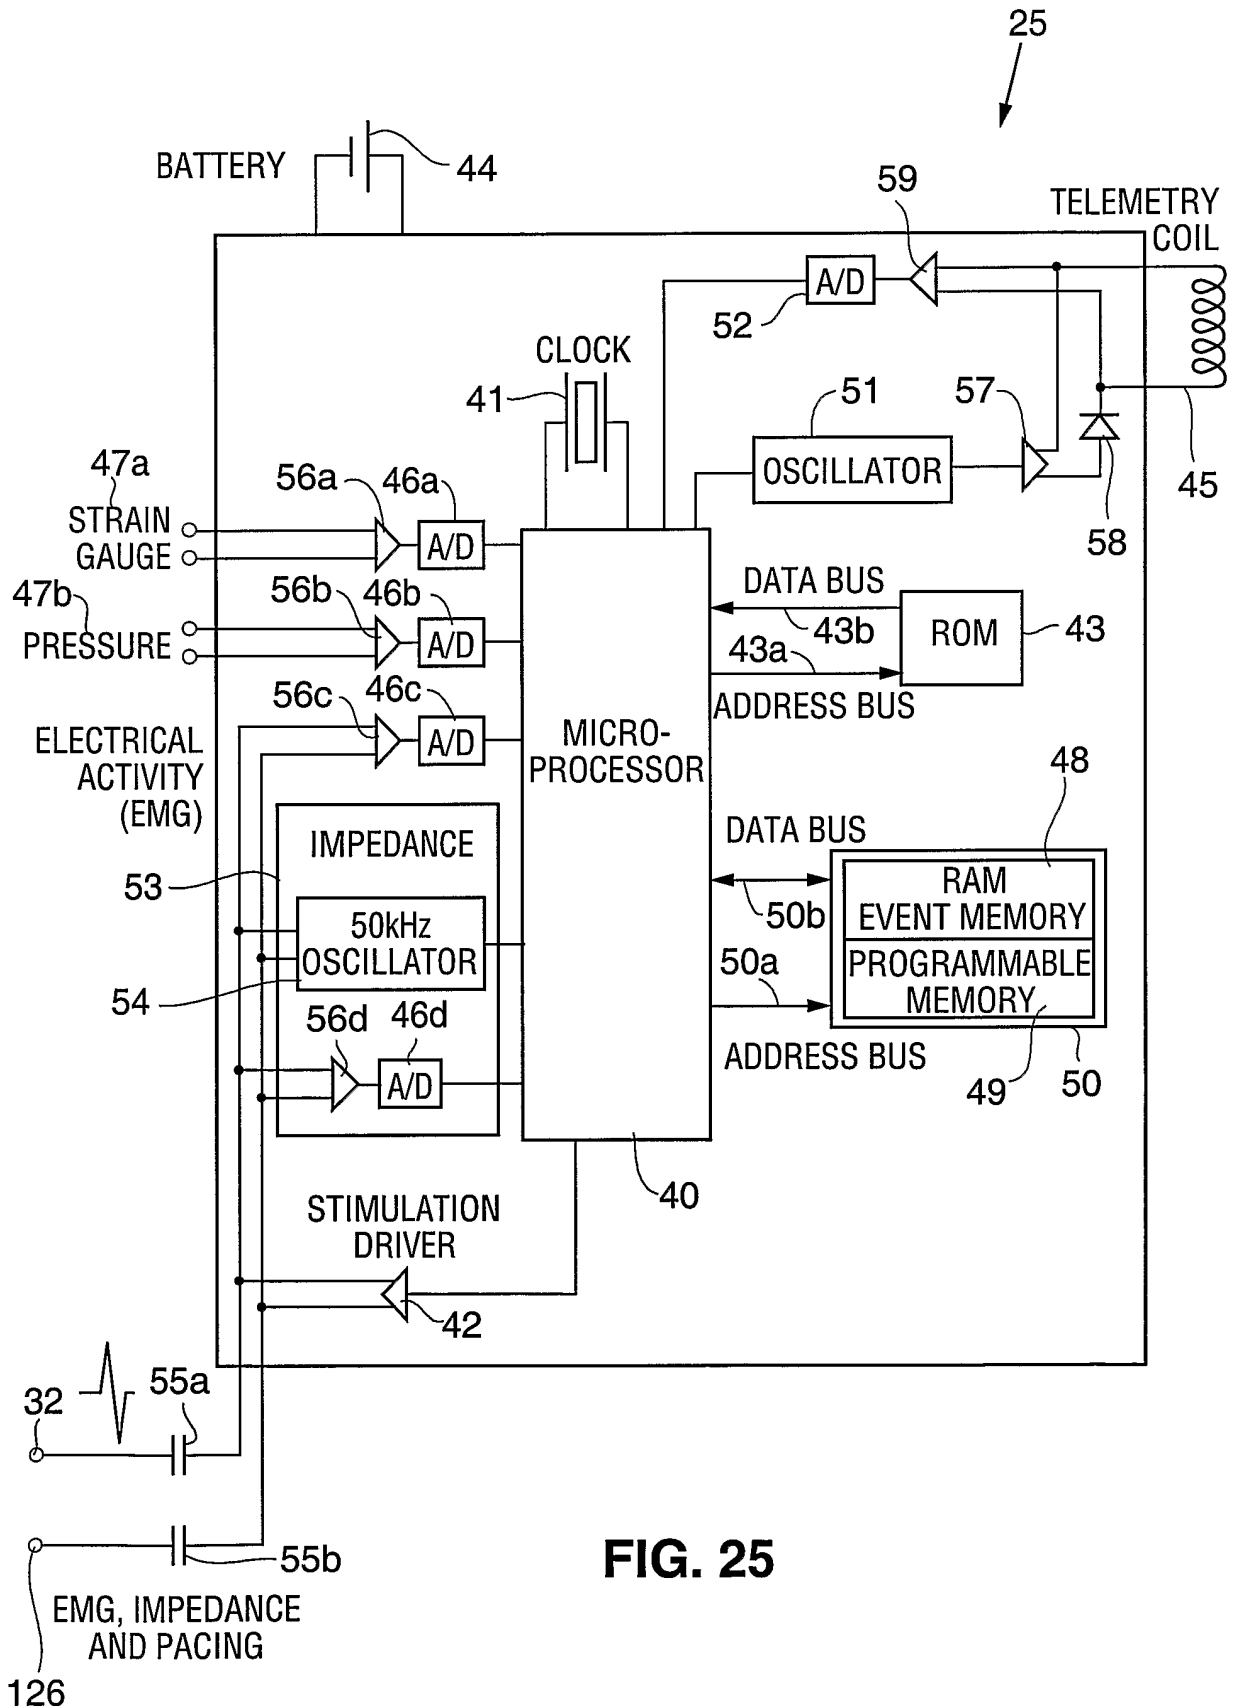 25
BATTERY
44
59
TELEMETRY
COIL
A/D
52
CLOCK
41
51
57
OSCILLATOR
45
58
47a
STRAIN
GAUGE
56a
46a
A/D
47b
PRESSURE
56b
46b
A/D
DATA BUS
43b
ROM
43
43a
ADDRESS BUS
56c
46c
A/D
ELECTRICAL
ACTIVITY
(EMG)
MICRO-
PROCESSOR
48
DATA BUS
IMPEDANCE
53
RAM
EVENT MEMORY
50b
50kHz
OSCILLATOR
54
50a
PROGRAMMABLE
MEMORY
56d
46d
A/D
ADDRESS BUS
49
50
40
STIMULATION
DRIVER
42
32
55a
55b
EMG, IMPEDANCE
AND PACING
126
FIG. 25